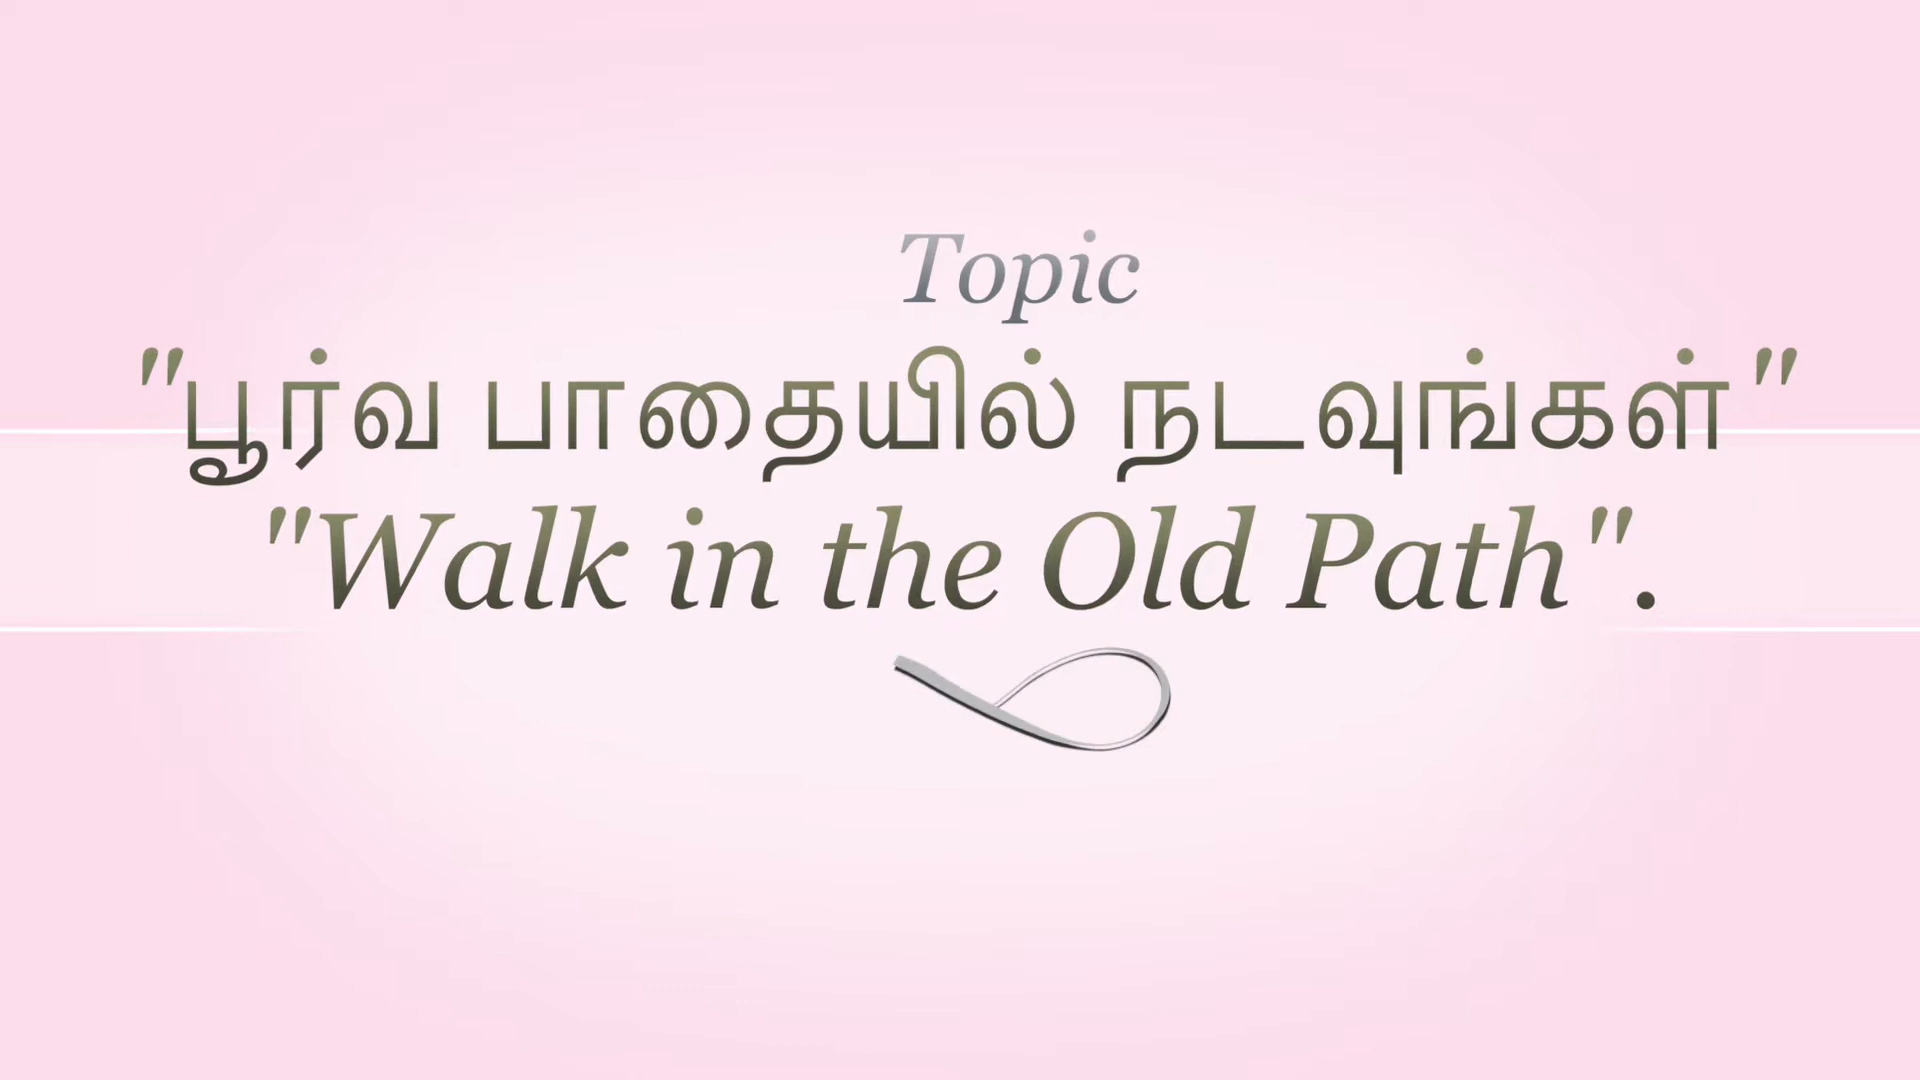 Topic
"பூர்வ பாதையில் நடவுங்கள்"
"Walk in the Old Path".